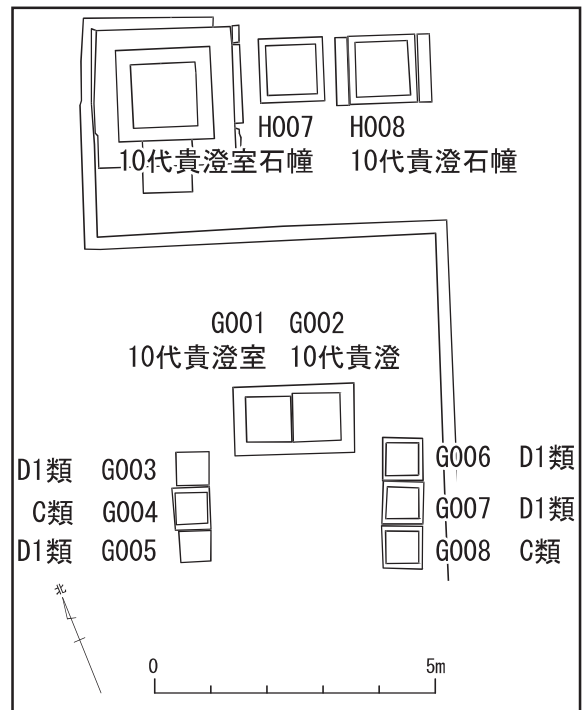 H007 H008
10代貴澄室石幢 10代貴澄石幢
G001 G002
10代貴澄室 10代貴澄
D1類 G003
C類 G004
D1類 G005
G006 D1類
G007 D1類
G008 C類
北
0 5m